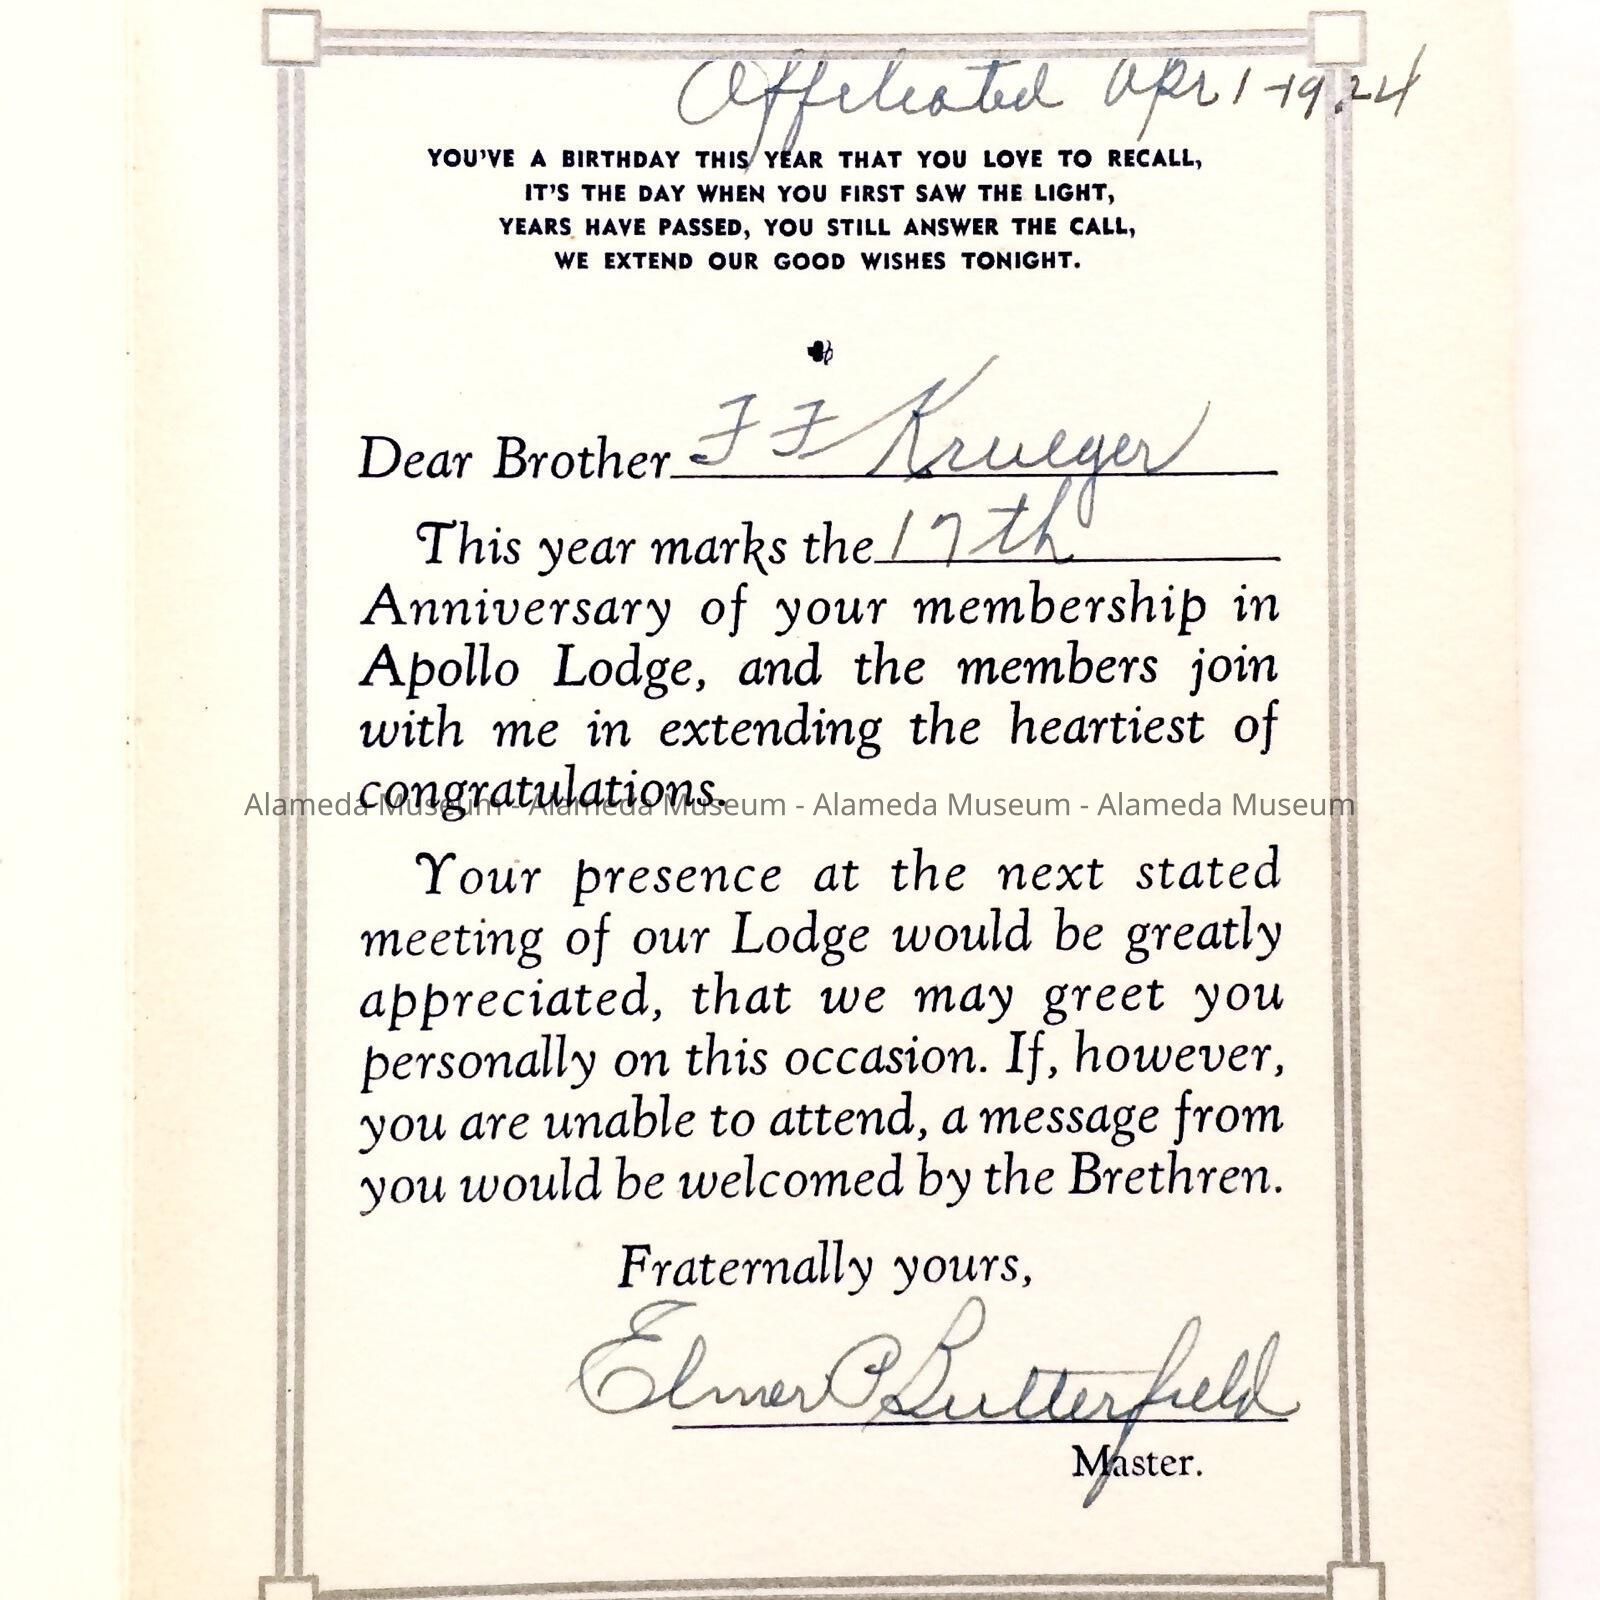 Affiliated Apr 1-1924
YOU'VE A BIRTHDAY THIS YEAR THAT YOU LOVE TO RECALL,
IT'S THE DAY WHEN YOU FIRST SAW THE LIGHT,
YEARS HAVE PASSED, YOU STILL ANSWER THE CALL,
WE EXTEND OUR GOOD WISHES TONIGHT.
Dear Brother F F Krueger
This year marks the 17th
Anniversary of your membership in
Apollo Lodge, and the members join
with me in extending the heartiest of
congratulations.
Alameda Museum - Alameda Museum - Alameda Museum - Alameda Museum
Your presence at the next stated
meeting of our Lodge would be greatly
appreciated, that we may greet you
personally on this occasion. If, however,
you are unable to attend, a message from
you would be welcomed by the Brethren.
Fraternally yours,
Elmer P Butterfield
Master.